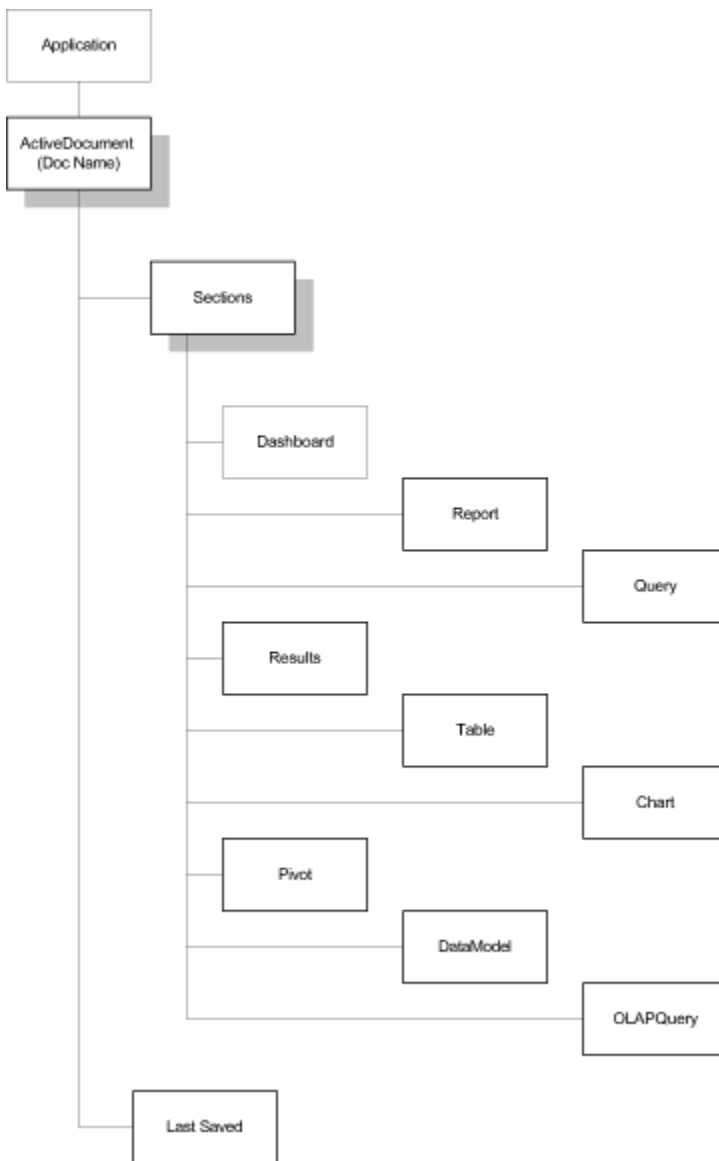 Application
ActiveDocument
(Doc Name)
Sections
Dashboard
Report
Query
Results
Table
Chart
Pivot
DataModel
OLAPQuery
Last Saved